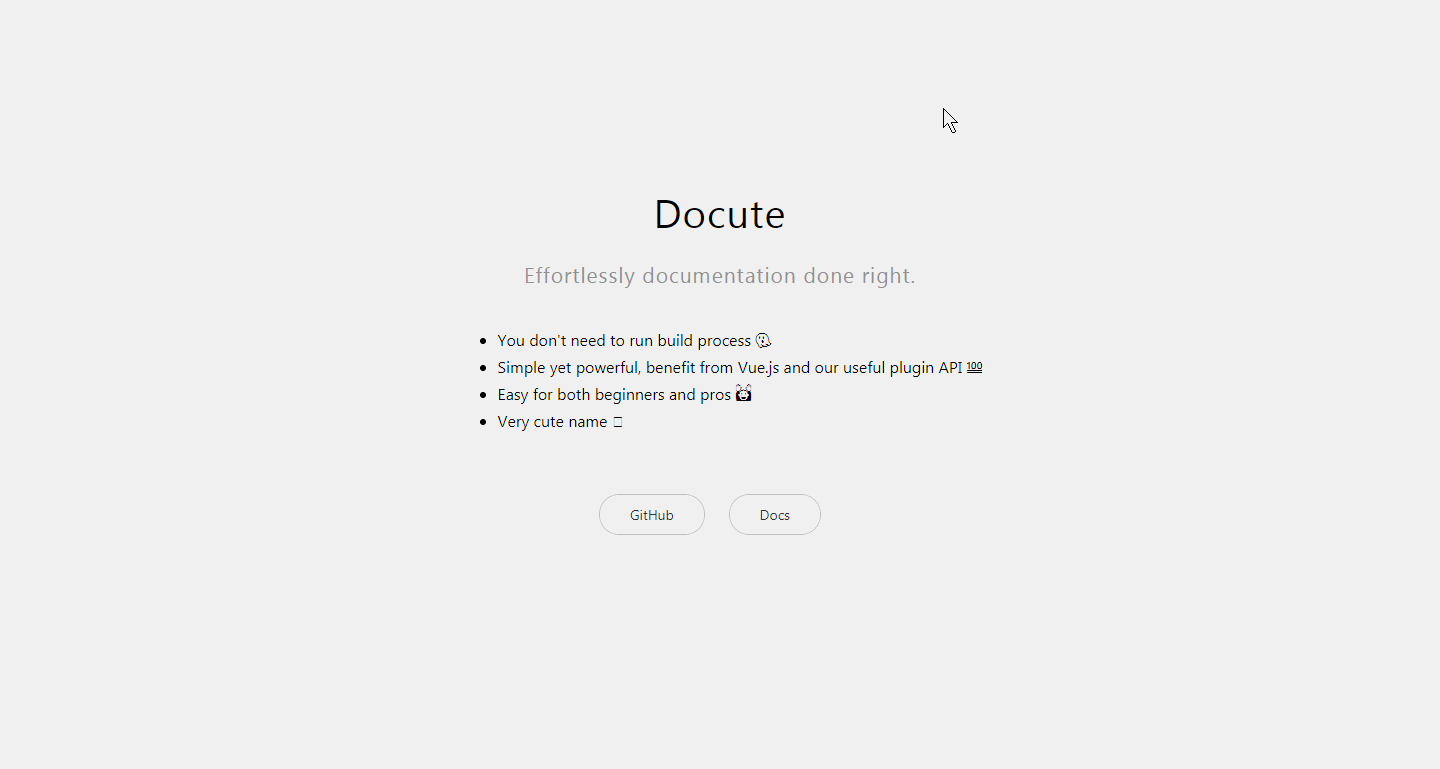 Docute
Effortlessly documentation done right.
You don't need to run build process
Simple yet powerful, benefit from Vue.js and our useful plugin API 💯
Easy for both beginners and pros
Very cute name
GitHub
Docs